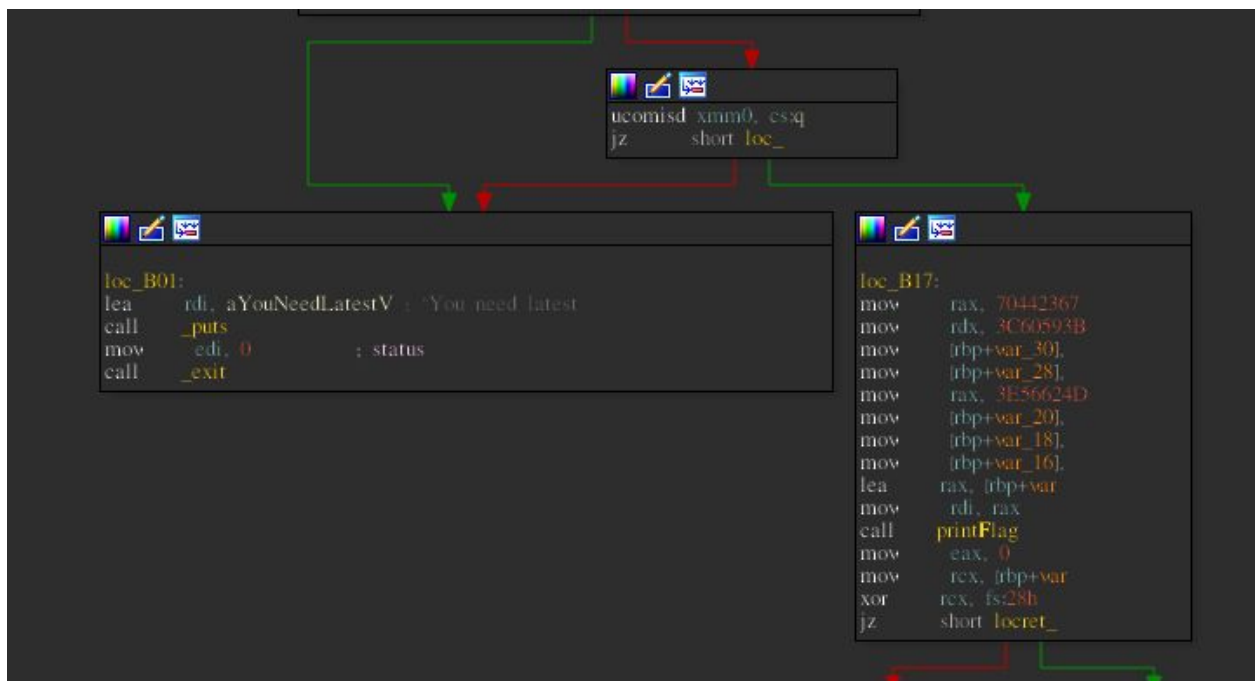 ucomisd xmm0, cs:q
jz short loc_
loc_B01:
lea rdi, aYouNeedLatestV ; "You need latest
call _puts
mov edi, 0 ; status
call _exit
loc_B17:
mov rax, 70442367
mov rdx, 3C60593B
mov [rbp+var_30],
mov [rbp+var_28],
mov rax, 3E56624D
mov [rbp+var_20],
mov [rbp+var_18],
mov [rbp+var_16],
lea rax, [rbp+var
mov rdi, rax
call printFlag
mov eax, 0
mov rcx, [rbp+var
xor rcx, fs:28h
jz short locret_